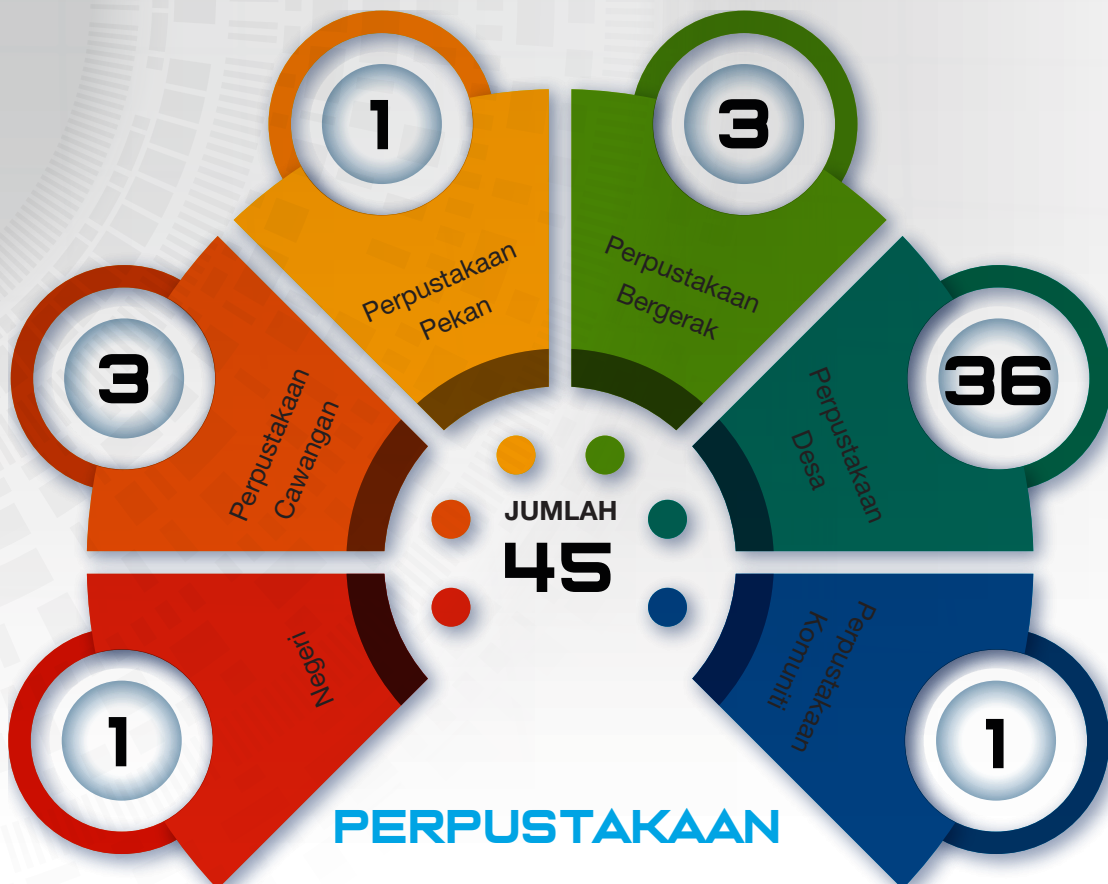 1
Negeri
3
Perpustakaan
Cawangan
1
Perpustakaan
Pekan
3
Perpustakaan
Bergerak
36
Perpustakaan
Desa
1
Perpustakaan
Komuniti
JUMLAH
45
PERPUSTAKAAN